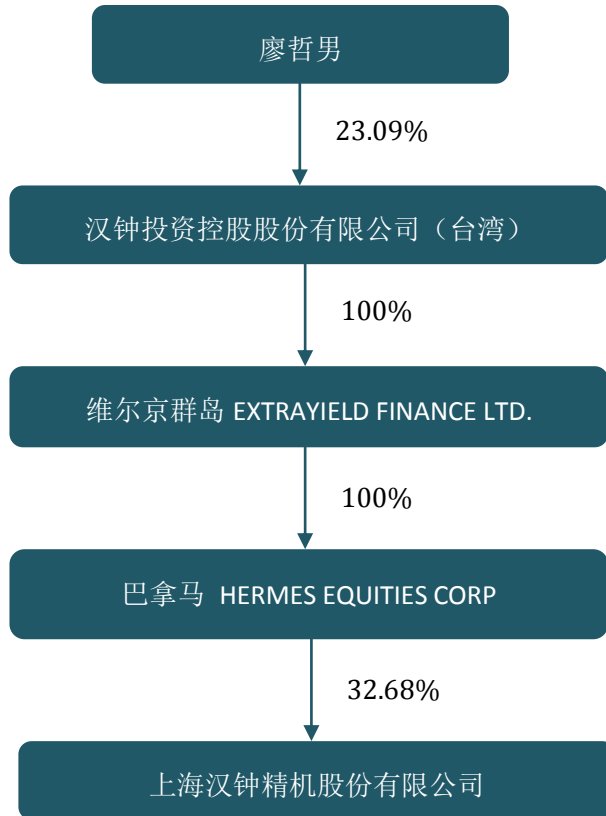 廖哲男
23.09%
汉钟投资控股股份有限公司（台湾）
100%
维尔京群岛 EXTRAYIELD FINANCE LTD.
100%
巴拿马 HERMES EQUITIES CORP
32.68%
上海汉钟精机股份有限公司